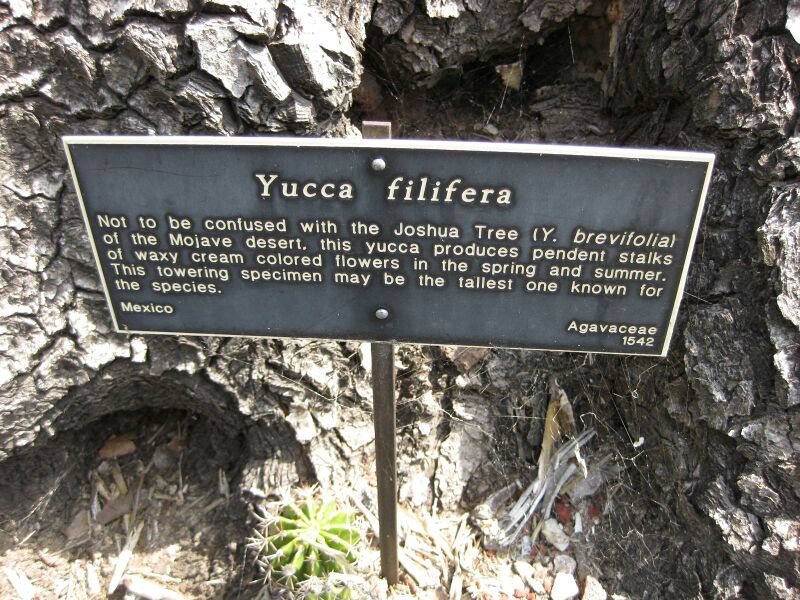 Yucca filifera
Not to be confused with the Joshua Tree (Y. brevifolia)
of the Mojave desert, this yucca produces pendent stalks
of waxy cream colored flowers in the spring and summer.
This towering specimen may be the tallest one known for
the species.
Mexico
Agavaceae
1542